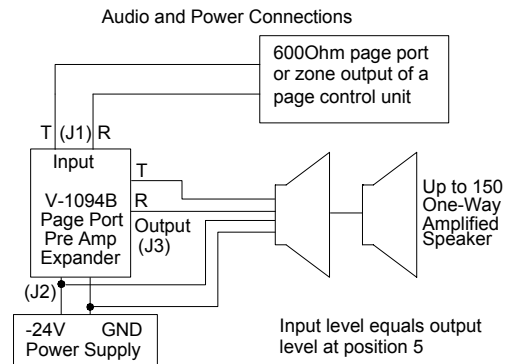 Audio and Power Connections
600Ohm page port
or zone output of a
page control unit
T (J1) R
Input
V-1094B
Page Port
Pre Amp
Expander
T
R
Output
(J3)
Up to 150
One-Way
Amplified
Speaker
(J2)
-24V GND
Power Supply
Input level equals output
level at position 5